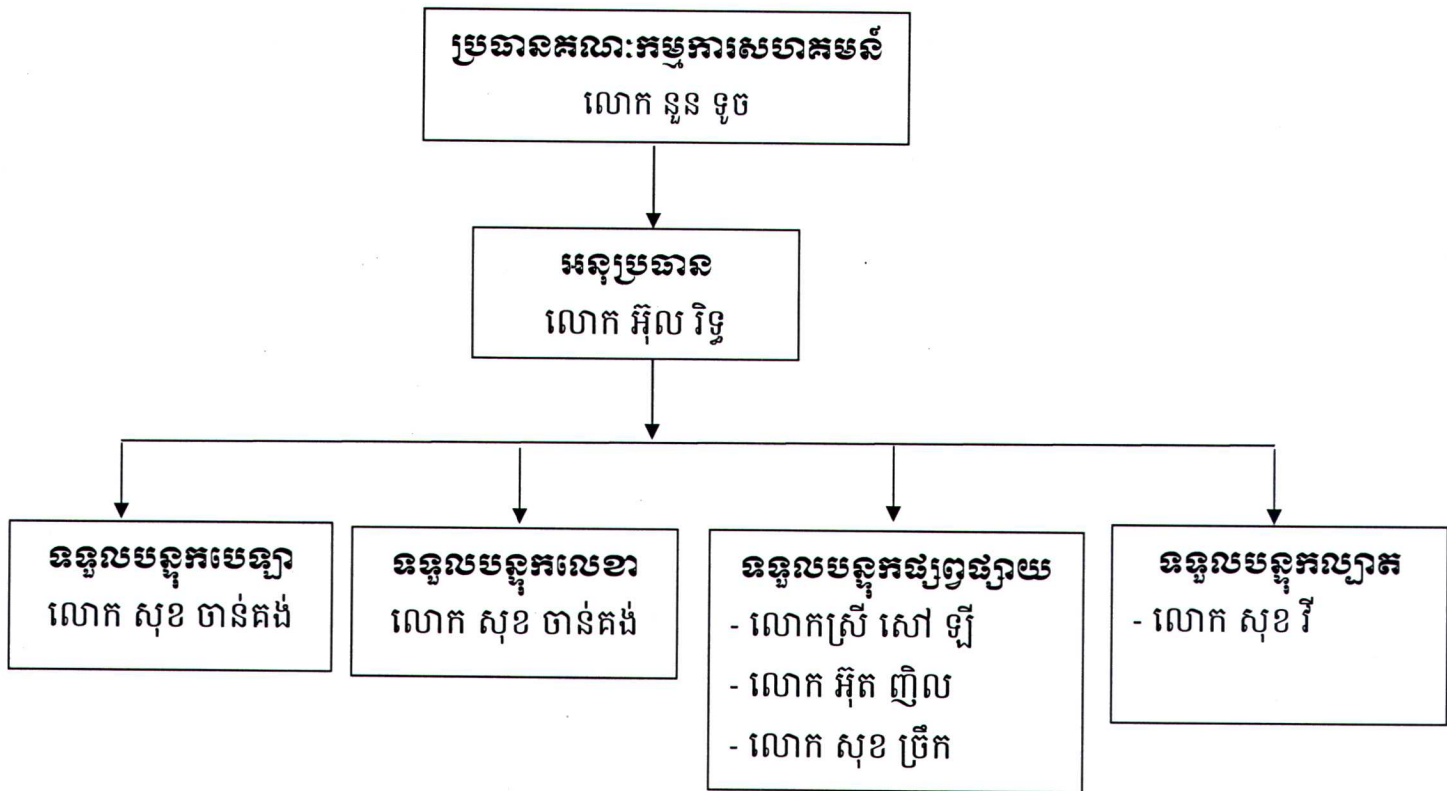 ប្រធានគណៈកម្មការសហគមន៍
លោក នួន ទូច
អនុប្រធាន
លោក អ៊ុល រិទ្ធ
ទទួលបន្ទុកបេឡា
លោក សុខ ចាន់គង់
ទទួលបន្ទុកលេខា
លោក សុខ ចាន់គង់
ទទួលបន្ទុកផ្សព្វផ្សាយ
- លោកស្រី សៅ ឡី
- លោក អ៊ុត ញិល
- លោក សុខ ច្រឹក
ទទួលបន្ទុកល្បាត
- លោក សុខ វី